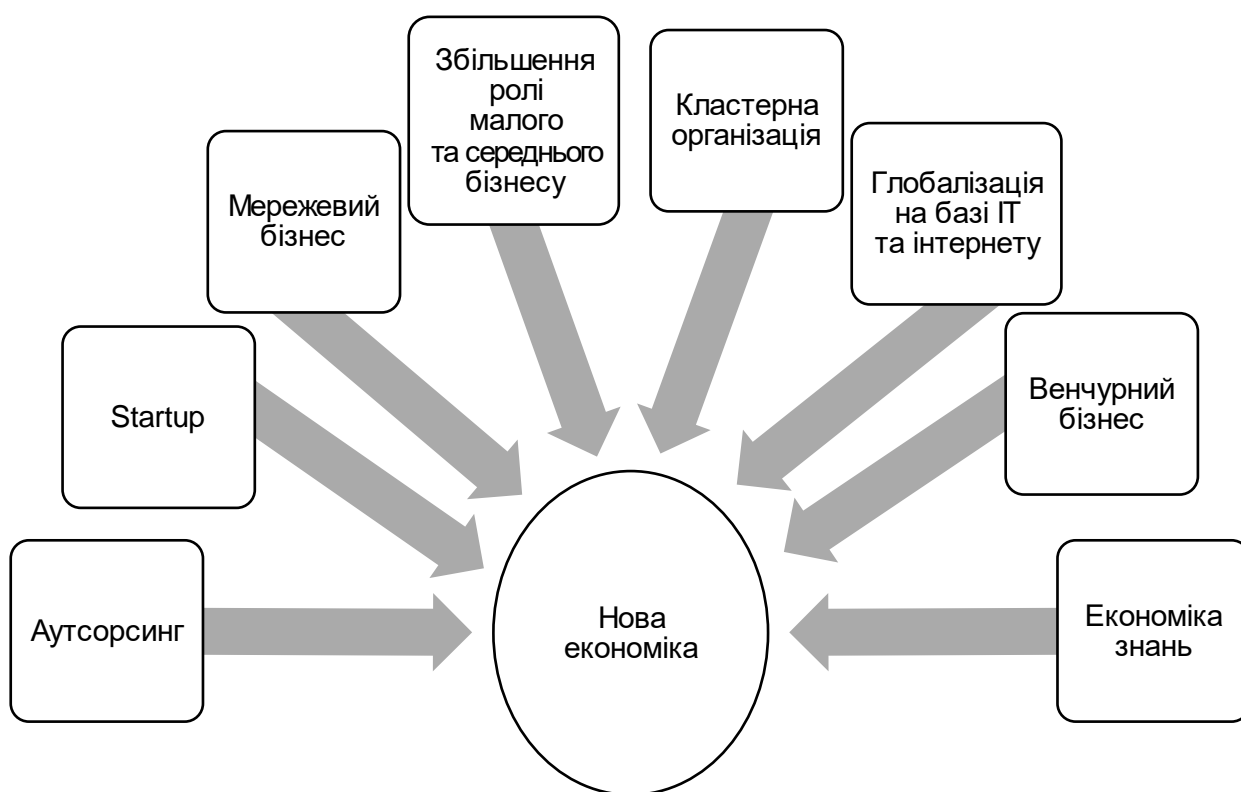 Збільшення
ролі
малого
та середнього
бізнесу
Кластерна
організація
Мережевий
бізнес
Глобалізація
на базі ІТ
та інтернету
Startup
Венчурний
бізнес
Аутсорсинг
Нова
економіка
Економіка
знань